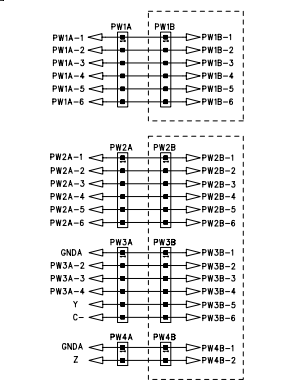 PW1A PW1B
PW1A-1 PW1B-1
PW1A-2 PW1B-2
PW1A-3 PW1B-3
PW1A-4 PW1B-4
PW1A-5 PW1B-5
PW1A-6 PW1B-6
PW2A PW2B
PW2A-1 PW2B-1
PW2A-2 PW2B-2
PW2A-3 PW2B-3
PW2A-4 PW2B-4
PW2A-5 PW2B-5
PW2A-6 PW2B-6
PW3A PW3B
GNDA PW3B-1
PW3A-2 PW3B-2
PW3A-3 PW3B-3
PW3A-4 PW3B-4
Y PW3B-5
C- PW3B-6
PW4A PW4B
GNDA PW4B-1
Z PW4B-2